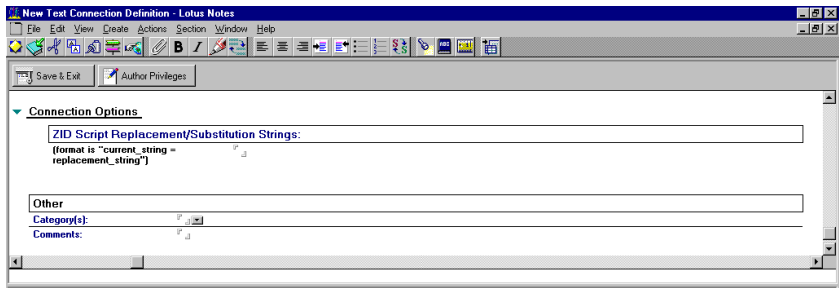 New Text Connection Definition - Lotus Notes
File Edit View Create Actions Section Window Help
Save & Exit Author Privileges
Connection Options
ZID Script Replacement/Substitution Strings:
(format is "current_string =
replacement_string")
Other
Category(s):
Comments: